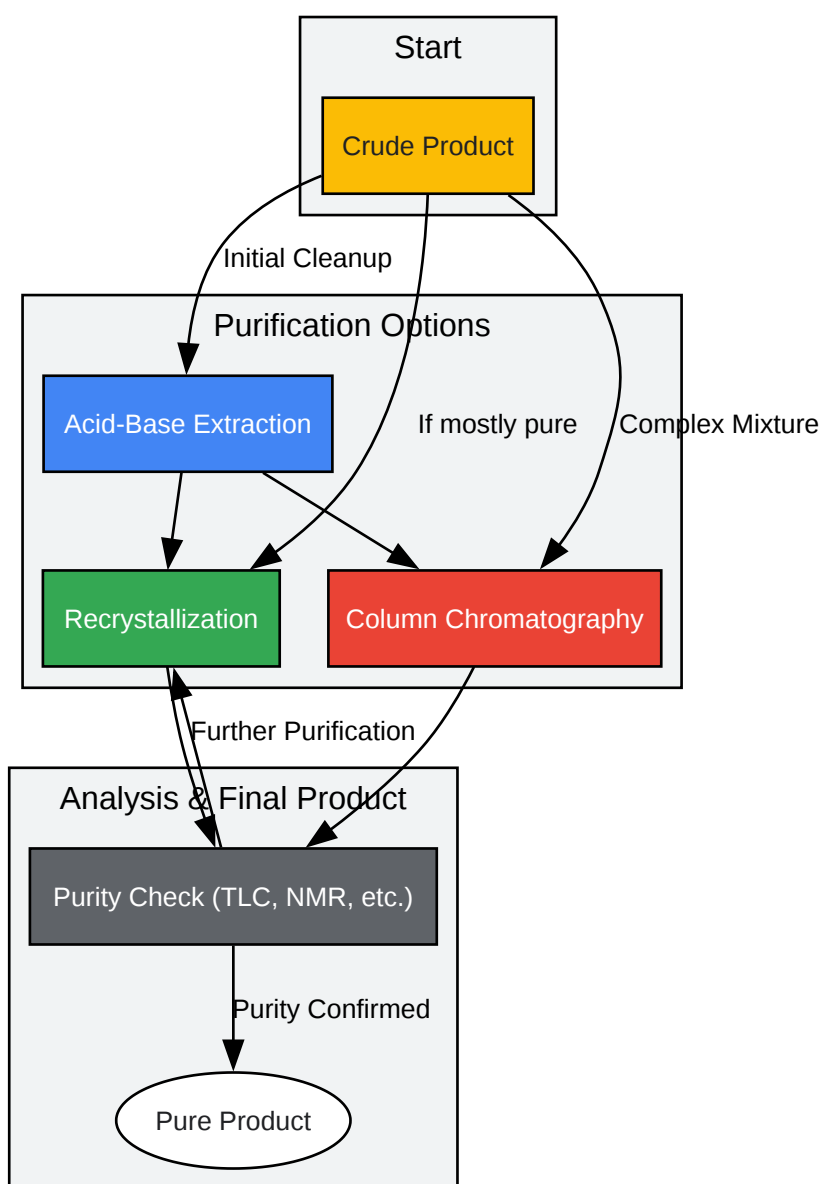 Start
Crude Product
Initial Cleanup
Purification Options
Acid-Base Extraction
If mostly pure
Complex Mixture
Recrystallization
Column Chromatography
Further Purification
Analysis & Final Product
Purity Check (TLC, NMR, etc.)
Purity Confirmed
Pure Product